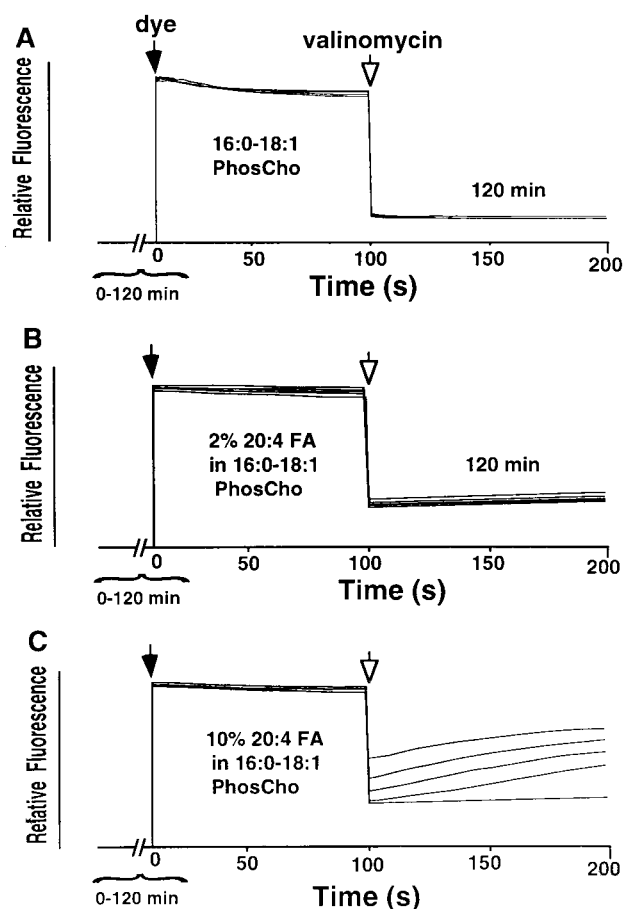 A
dye
valinomycin
Relative Fluorescence
16:0-18:1
PhosCho
120 min
0
50
100
150
200
Time (s)
0-120 min
B
Relative Fluorescence
2% 20:4 FA
in 16:0-18:1
PhosCho
120 min
0
50
100
150
200
Time (s)
0-120 min
C
Relative Fluorescence
10% 20:4 FA
in 16:0-18:1
PhosCho
0
50
100
150
200
Time (s)
0-120 min